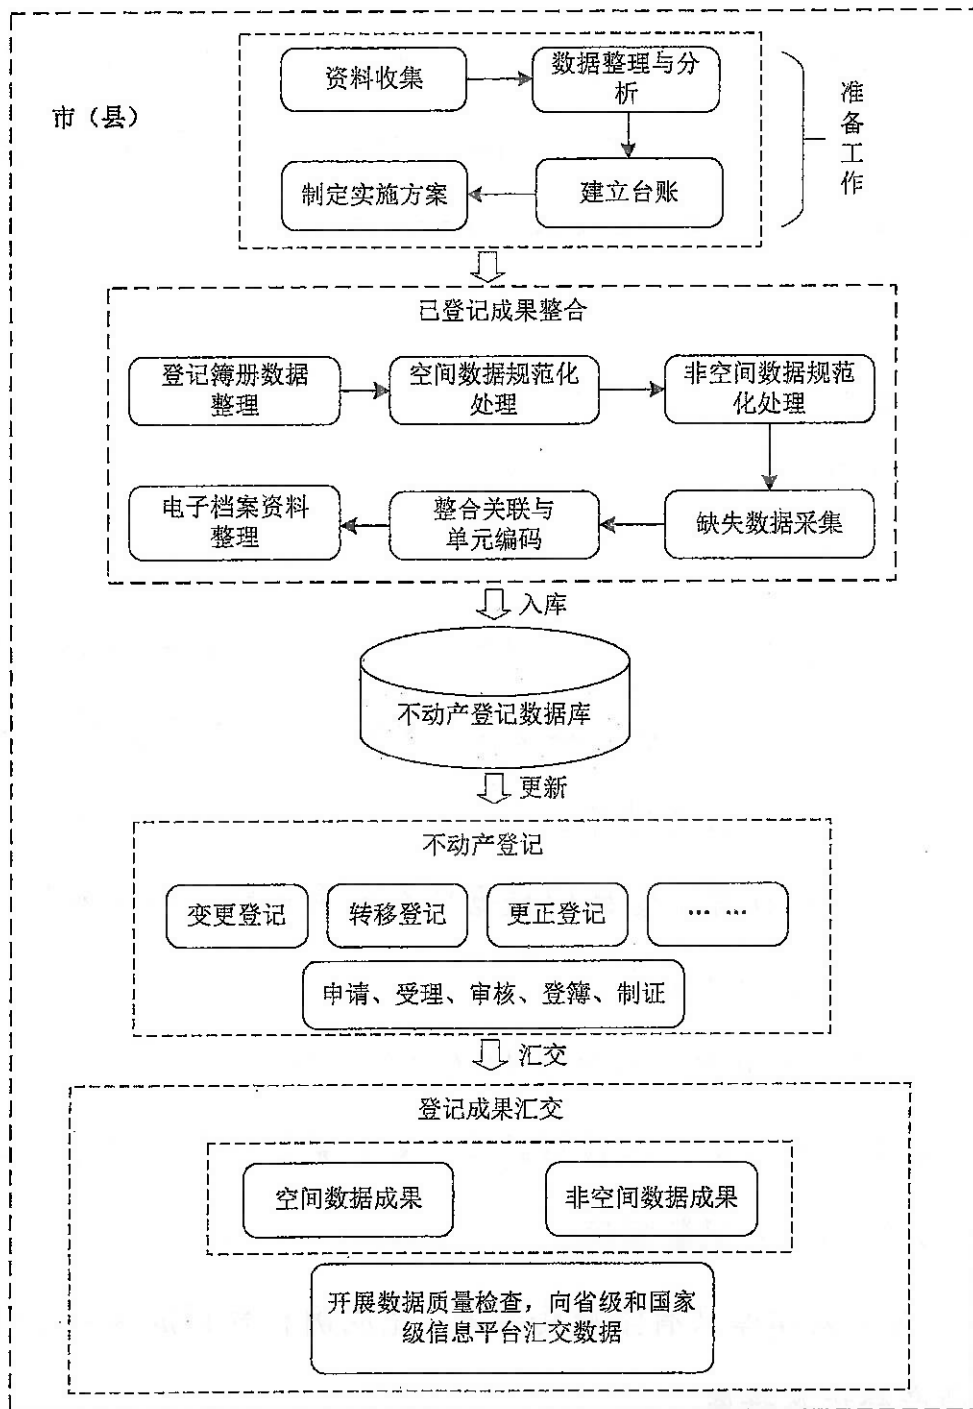 市（县）
资料收集
数据整理与分
析
制定实施方案
建立台账
准
备
工
作
已登记成果整合
登记簿册数据
整理
空间数据规范化
处理
非空间数据规范
化处理
电子档案资料
整理
整合关联与
单元编码
缺失数据采集
入库
不动产登记数据库
更新
不动产登记
变更登记
转移登记
更正登记
… …
申请、受理、审核、登簿、制证
汇交
登记成果汇交
空间数据成果
非空间数据成果
开展数据质量检查，向省级和国家
级信息平台汇交数据